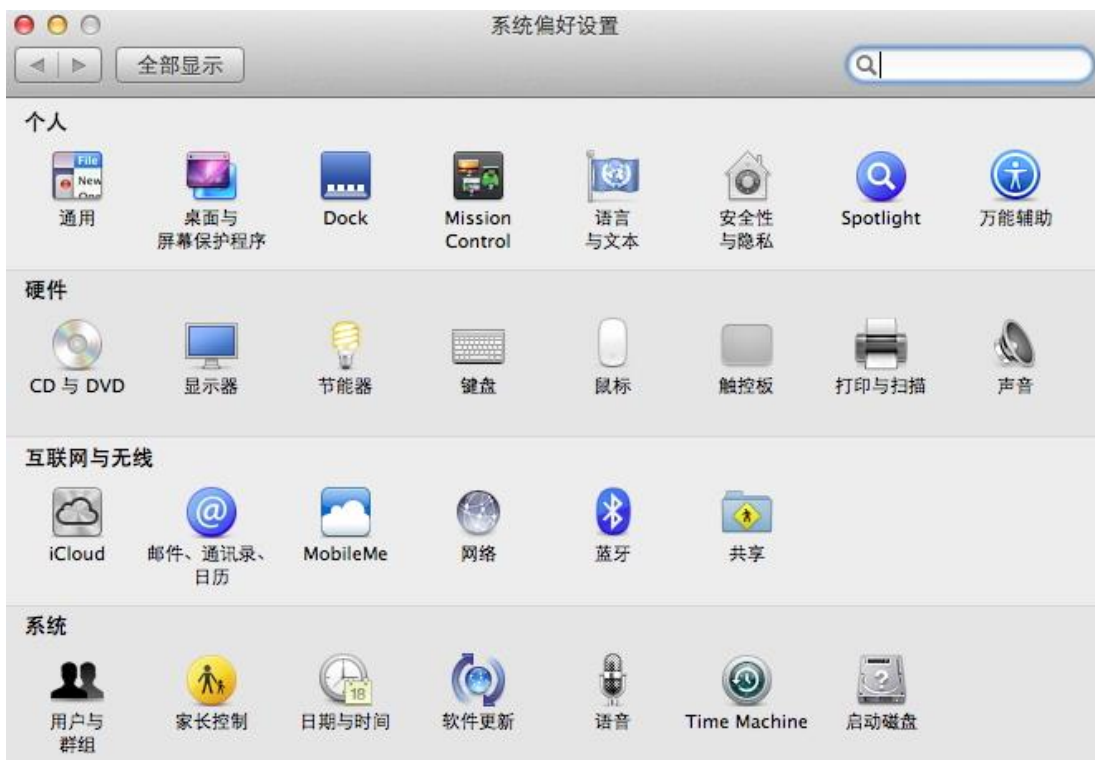 系统偏好设置
全部显示
个人
File
New
通用
桌面与
屏幕保护程序
Dock
Mission
Control
语言
与文本
安全性
与隐私
Spotlight
万能辅助
硬件
CD 与 DVD
显示器
节能器
键盘
鼠标
触控板
打印与扫描
声音
互联网与无线
iCloud
@
邮件、通讯录、
日历
MobileMe
网络
蓝牙
共享
系统
用户与
群组
家长控制
18
日期与时间
软件更新
语音
Time Machine
?
启动磁盘